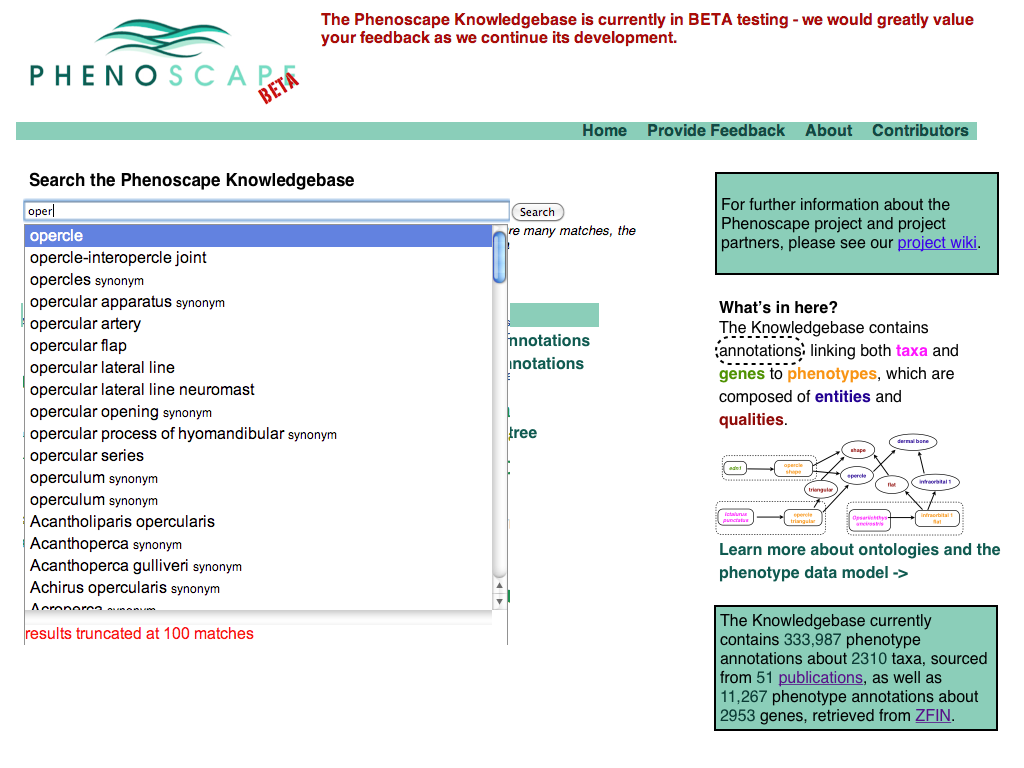 The Phenoscape Knowledgebase is currently in BETA testing - we would greatly value
your feedback as we continue its development.
PHENOSCAPE
BETA
Home Provide Feedback About Contributors
Search the Phenoscape Knowledgebase
oper
Search
re many matches, the
opercle
opercle-interopercle joint
opercles synonym
opercular apparatus synonym
opercular artery
opercular flap
opercular lateral line
opercular lateral line neuromast
opercular opening synonym
opercular process of hyomandibular synonym
opercular series
operculum synonym
operculum synonym
Acantholiparis opercularis
Acanthoperca synonym
Acanthoperca gulliveri synonym
Achirus opercularis synonym
Acroperca synonym
results truncated at 100 matches
nnotations
nnotations
tree
For further information about the
Phenoscape project and project
partners, please see our project wiki.
What's in here?
The Knowledgebase contains
annotations linking both taxa and
genes to phenotypes, which are
composed of entities and
qualities.
dermal bone
shape
edn1
opercle
shape
opercle
triangular
flat
infraorbital 1
Ictalurus
punctatus
opercle
triangular
Opsariichthys
uncirostris
infraorbital 1
flat
Learn more about ontologies and the
phenotype data model ->
The Knowledgebase currently
contains 333,987 phenotype
annotations about 2310 taxa, sourced
from 51 publications, as well as
11,267 phenotype annotations about
2953 genes, retrieved from ZFIN.